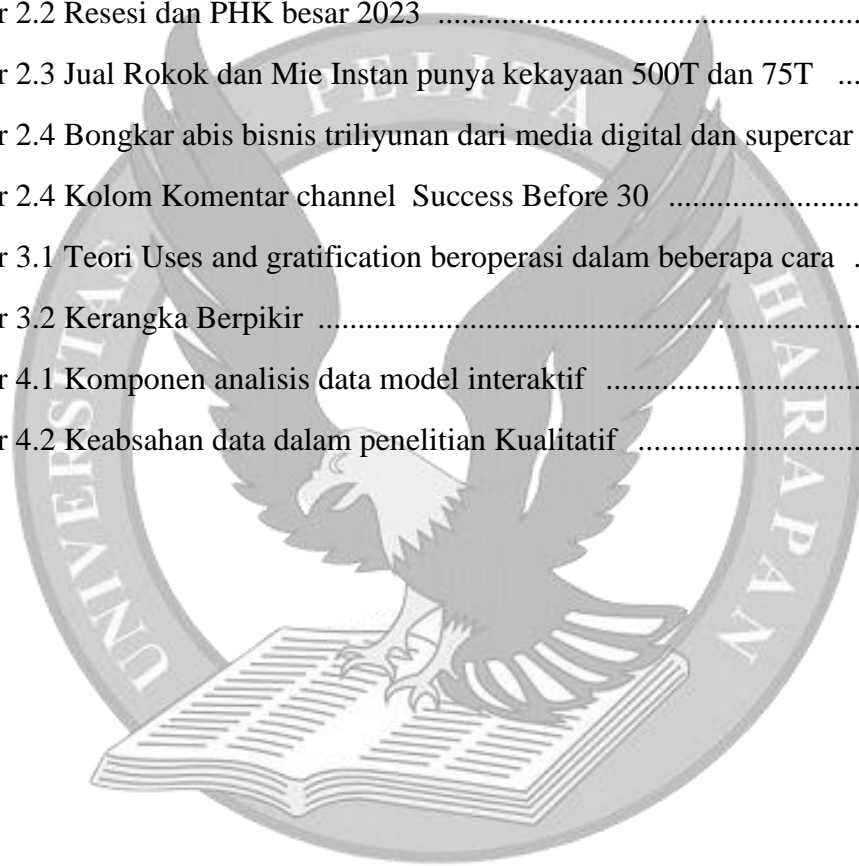 r 2.2 Resesi dan PHK besar 2023 ........................................................
r 2.3 Jual Rokok dan Mie Instan punya kekayaan 500T dan 75T ...
r 2.4 Bongkar abis bisnis triliyunan dari media digital dan supercar
r 2.4 Kolom Komentar channel Success Before 30 .........................
r 3.1 Teori Uses and gratification beroperasi dalam beberapa cara .
r 3.2 Kerangka Berpikir ........................................................................
r 4.1 Komponen analisis data model interaktif .................................
r 4.2 Keabsahan data dalam penelitian Kualitatif .............................
UNIVERSITAS PELITA HARAPAN